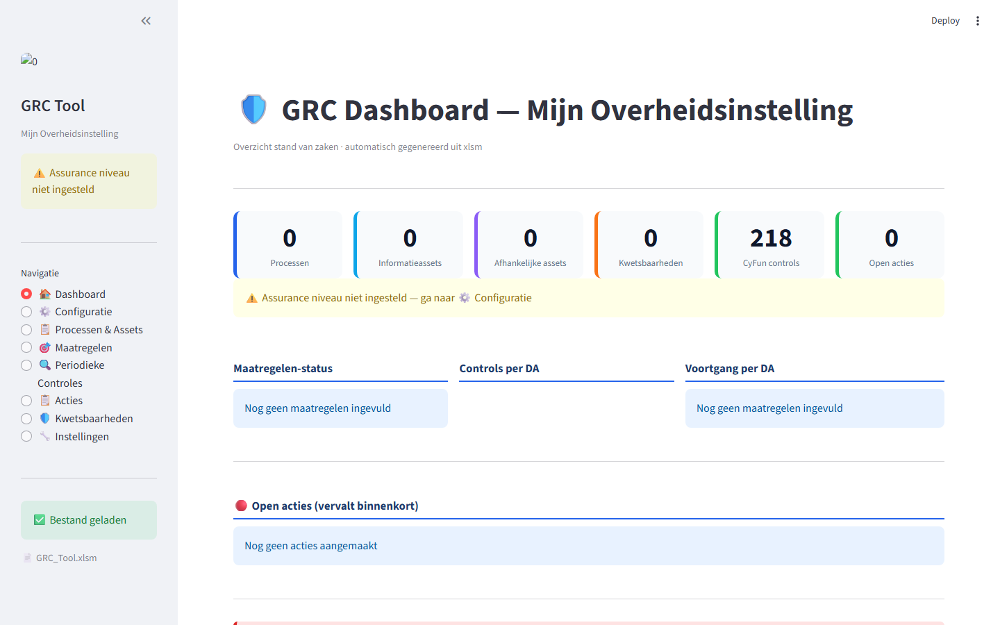 Deploy
0
GRC Tool
Mijn Overheidsinstelling
⚠️ Assurance niveau
niet ingesteld
Navigatie
🏠 Dashboard
⚙️ Configuratie
📋 Processen & Assets
🎯 Maatregelen
🔍 Periodieke
Controles
📋 Acties
🛡️ Kwetsbaarheden
🔧 Instellingen
✅ Bestand geladen
📄 GRC_Tool.xlsm
🛡️ GRC Dashboard — Mijn Overheidsinstelling
Overzicht stand van zaken · automatisch gegenereerd uit xlsm
0
Processen
0
Informatieassets
0
Afhankelijke assets
0
Kwetsbaarheden
218
CyFun controls
0
Open acties
⚠️ Assurance niveau niet ingesteld — ga naar ⚙️ Configuratie
Maatregelen-status
Nog geen maatregelen ingevuld
Controls per DA
Voortgang per DA
Nog geen maatregelen ingevuld
🔴 Open acties (vervalt binnenkort)
Nog geen acties aangemaakt